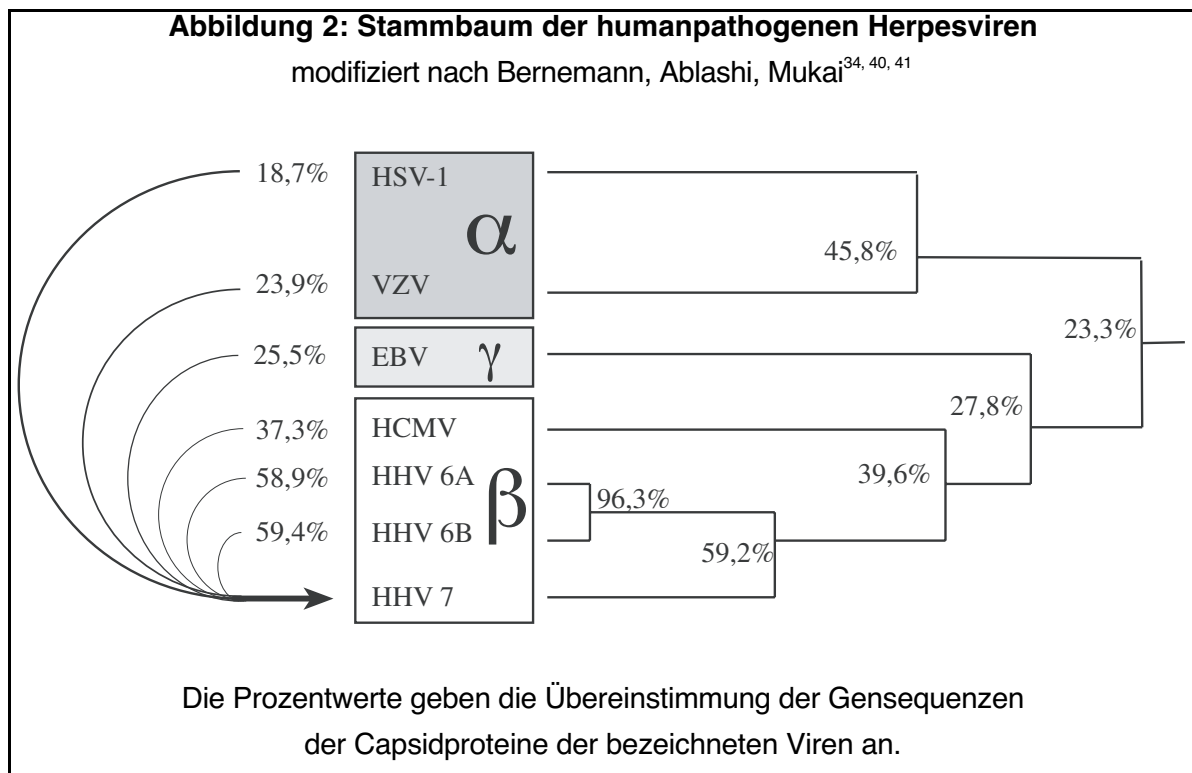 Abbildung 2: Stammbaum der humanpathogenen Herpesviren
modifiziert nach Bernemann, Ablashi, Mukai34, 40, 41
18,7%
HSV-1
α
45,8%
23,9%
VZV
23,3%
25,5%
EBV
γ
27,8%
37,3%
HCMV
39,6%
58,9%
HHV 6A
β
96,3%
59,4%
HHV 6B
59,2%
HHV 7
Die Prozentwerte geben die Übereinstimmung der Gensequenzen
der Capsidproteine der bezeichneten Viren an.